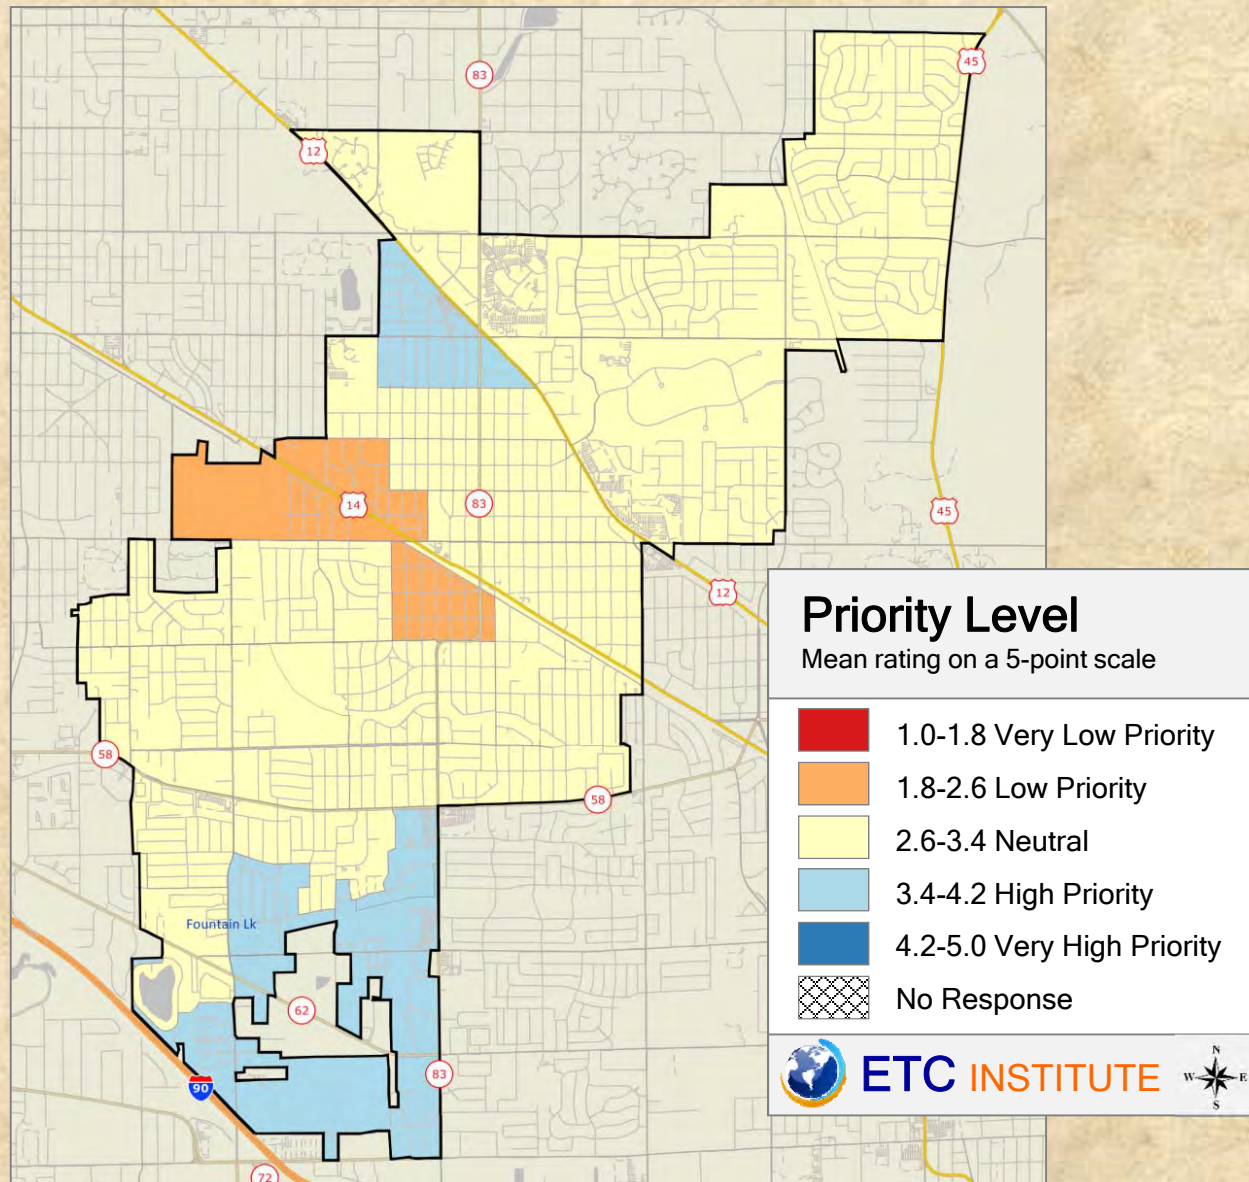 83
45
12
14
83
45
12
58
58
Fountain Lk
62
83
90
72
Priority Level
Mean rating on a 5-point scale
1.0-1.8 Very Low Priority
1.8-2.6 Low Priority
2.6-3.4 Neutral
3.4-4.2 High Priority
4.2-5.0 Very High Priority
No Response
ETC INSTITUTE
N
W E
S